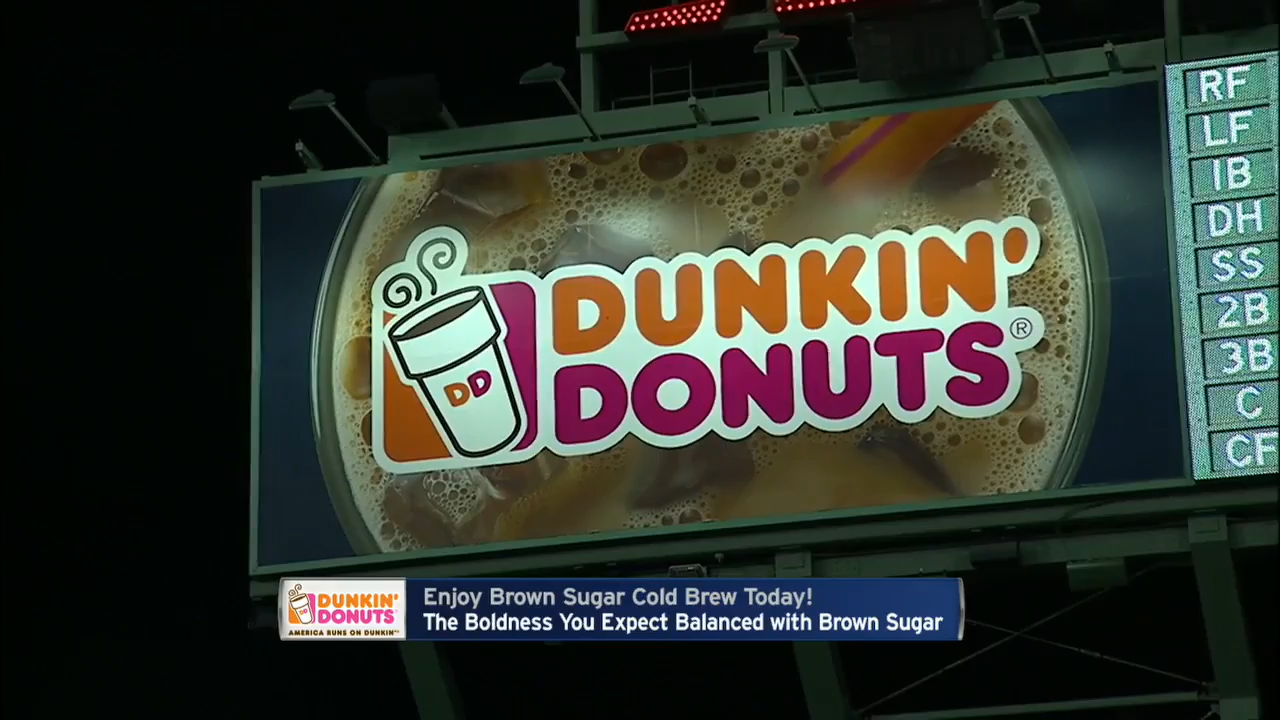 DUNKIN'
DONUTS®
DD
RF
LF
1B
DH
SS
2B
3B
C
CF
DUNKIN'
DONUTS
AMERICA RUNS ON DUNKIN'
Enjoy Brown Sugar Cold Brew Today!
The Boldness You Expect Balanced with Brown Sugar